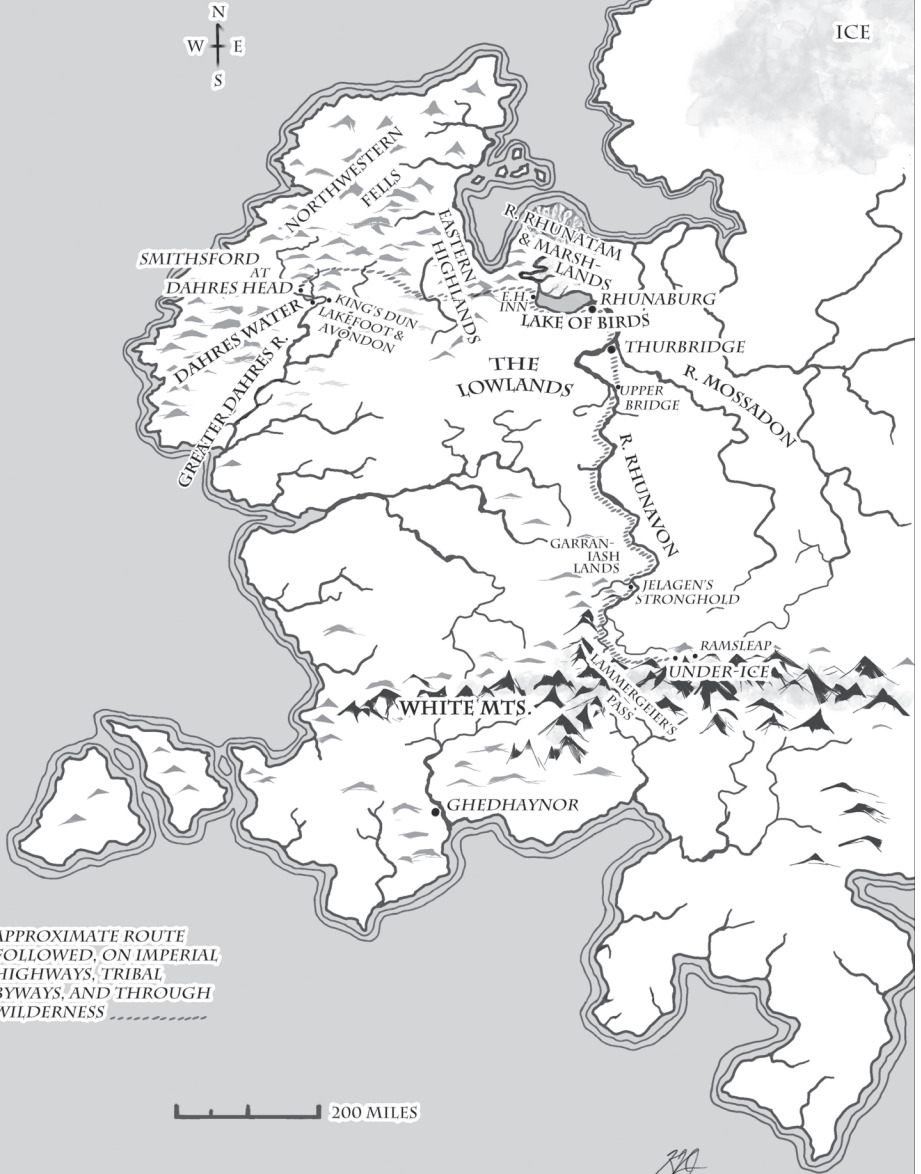 N
W E
S
ICE
NORTHWESTERN
FELLS
EASTERN
HIGHLANDS
R. RHUNATAM
& MARSH-
LANDS
SMITHSFORD
AT
DAHRES HEAD
E.H.
INN
RHUNABURG
LAKE OF BIRDS
KING'S DUN
LAKEFOOT &
AVONDON
DAHRES WATER
GREATER DAHRES R.
THURBRIDGE
THE
LOWLANDS
UPPER
BRIDGE
R. MOSSADON
R. RHUNAVON
GARRAN-
IASH
LANDS
JELAGEN'S
STRONGHOLD
RAMSLEAP
UNDER-ICE
LAMMERGEIER'S
PASS
WHITE MTS.
GHEDHAYNOR
APPROXIMATE ROUTE
FOLLOWED, ON IMPERIAL
HIGHWAYS, TRIBAL
BYWAYS, AND THROUGH
WILDERNESS
200 MILES